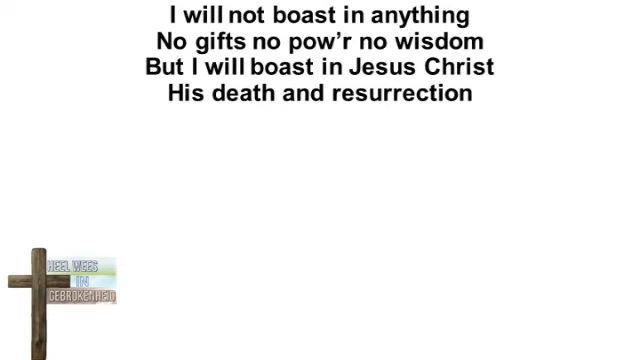 I will not boast in anything
No gifts no pow’r no wisdom
But I will boast in Jesus Christ
His death and resurrection
HEEL WEES
IN
GEBROKENHEID